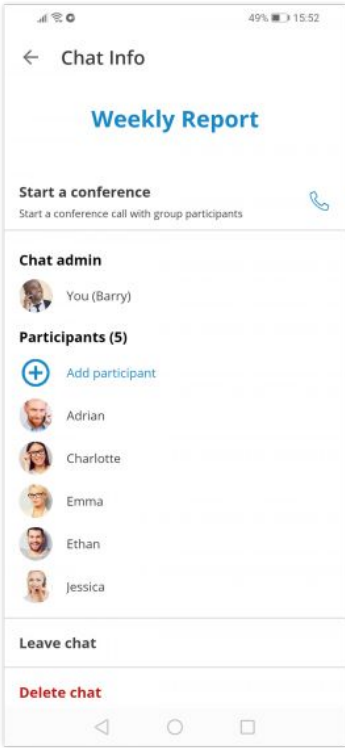 49% 15:52
Chat Info
Weekly Report
Start a conference
Start a conference call with group participants
Chat admin
You (Barry)
Participants (5)
Add participant
Adrian
Charlotte
Emma
Ethan
Jessica
Leave chat
Delete chat